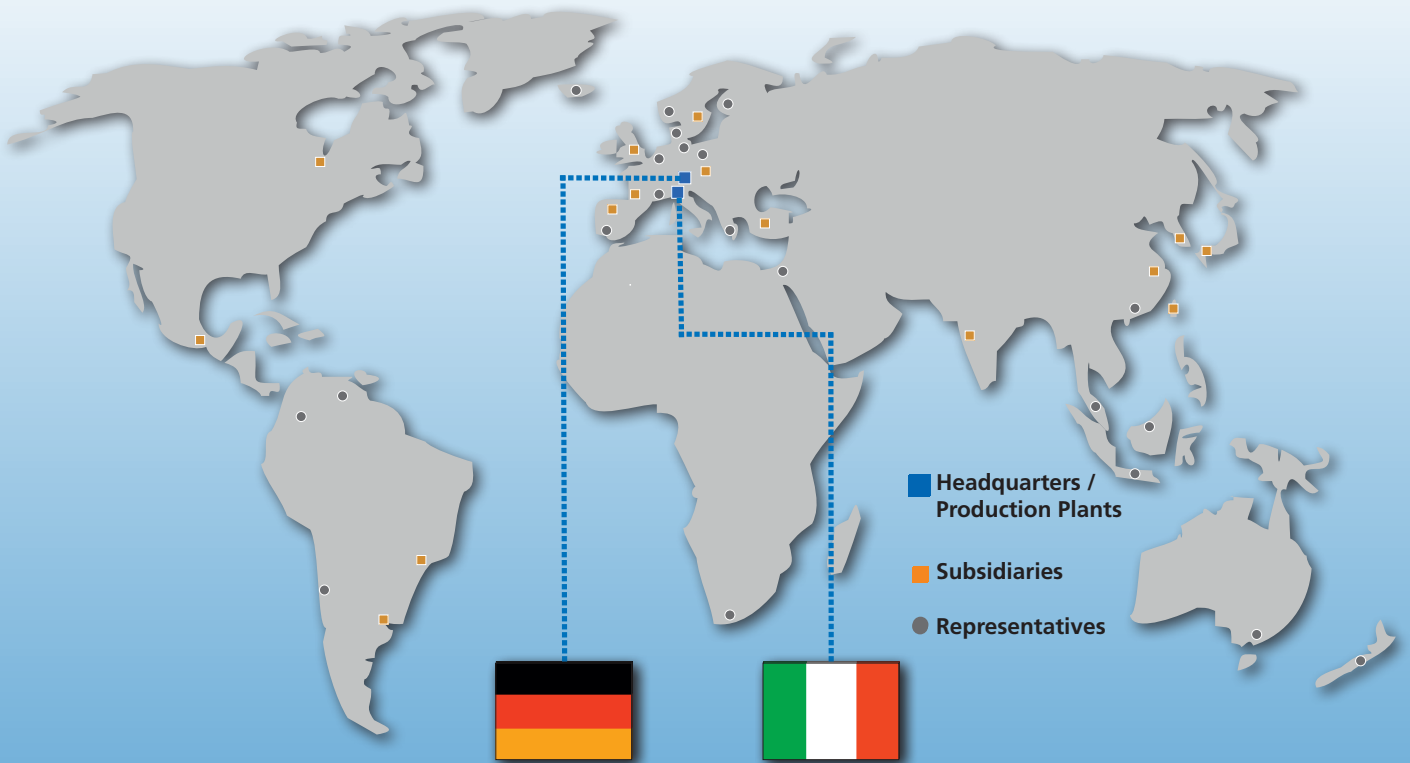 Headquarters /
Production Plants
Subsidiaries
Representatives